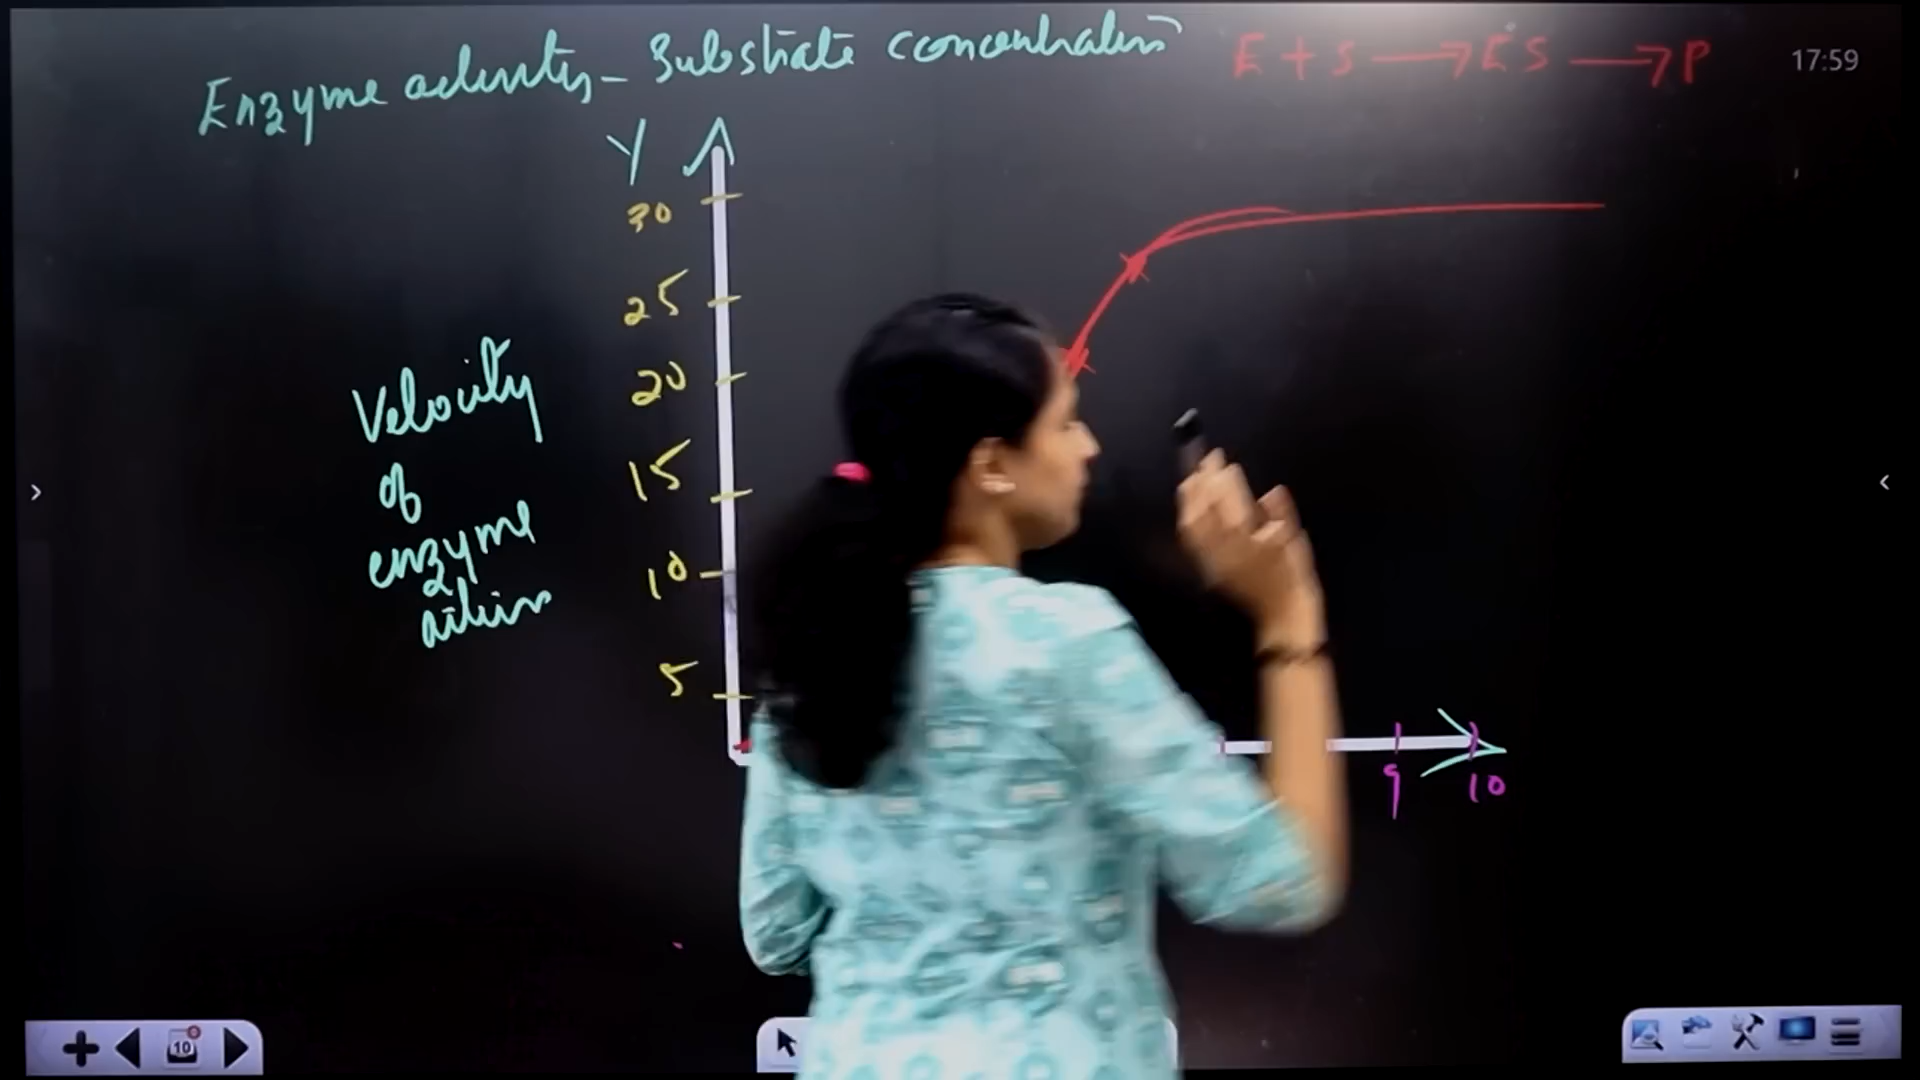 Enzyme activity - Substrate concentration
E + S → ES → P
17:59
Y
30
25
20
15
10
5
Velocity
of
enzyme
action
9
10
10